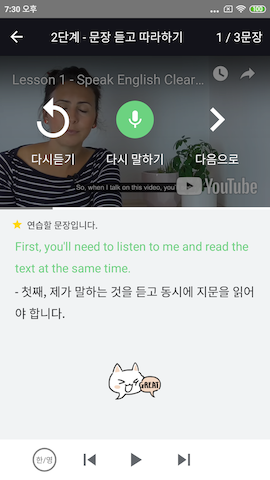 7:30 오후
100
2단계 - 문장 듣고 따라하기
1 / 3문장
Lesson 1 - Speak English Clear...
다시듣기
다시 말하기
다음으로
So, when I talk on this video, you'll
YouTube
연습할 문장입니다.
First, you'll need to listen to me and read the
text at the same time.
- 첫째, 제가 말하는 것을 듣고 동시에 지문을 읽어
야 합니다.
GREAT
한/영